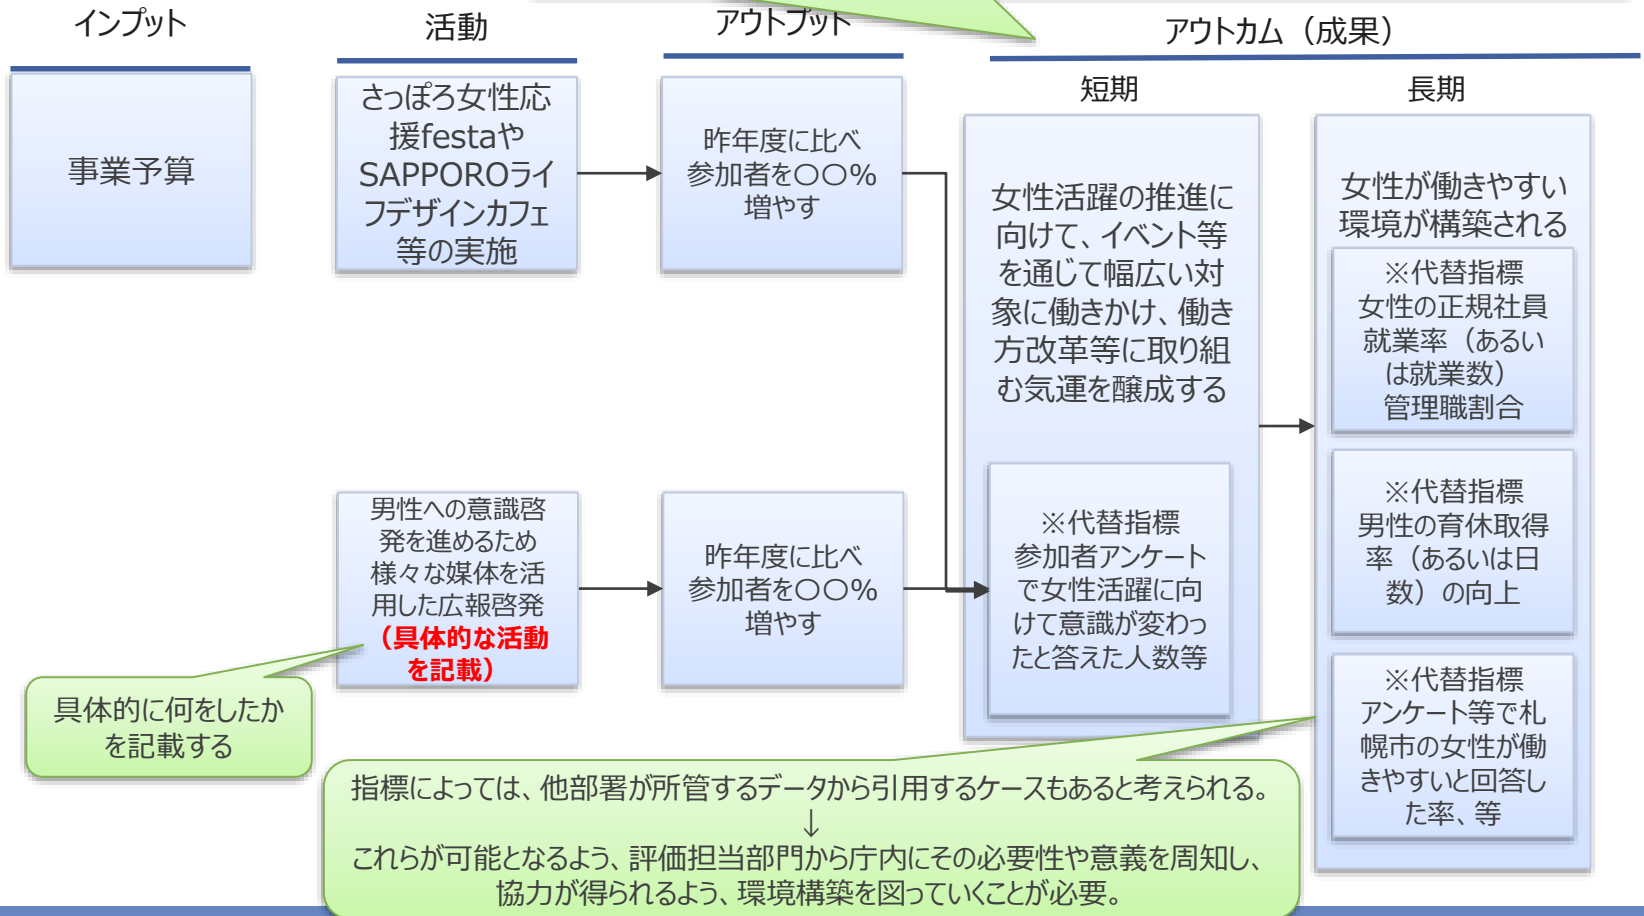 インプット
活動
アウトプット
アウトカム（成果）
短期
長期
事業予算
さっぽろ女性応
援festaや
SAPPOROライ
フデザインカフェ
等の実施
昨年度に比べ
参加者を〇〇%
増やす
女性活躍の推進に
向けて、イベント等
を通じて幅広い対
象に働きかけ、働き
方改革等に取り組
む気運を醸成する
女性が働きやすい
環境が構築される
※代替指標
女性の正規社員
就業率（あるい
は就業数）
管理職割合
男性への意識啓
発を進めるため
様々な媒体を活
用した広報啓発
（具体的な活動
を記載）
昨年度に比べ
参加者を〇〇%
増やす
※代替指標
参加者アンケート
で女性活躍に向
けて意識が変わっ
たと答えた人数等
※代替指標
男性の育休取得
率（あるいは日
数）の向上
※代替指標
アンケート等で札
幌市の女性が働
きやすいと回答し
た率、等
具体的に何をしたか
を記載する
指標によっては、他部署が所管するデータから引用するケースもあると考えられる。
↓
これらが可能となるよう、評価担当部門から庁内にその必要性や意義を周知し、
協力が得られるよう、環境構築を図っていくことが必要。